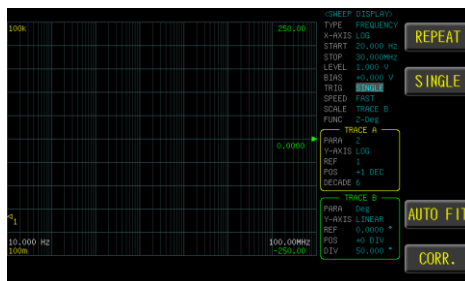 <SWEEP DISPLAY>
TYPE FREQUENCY
X-AXIS LOG
START 20.000 Hz
STOP 30.000MHz
LEVEL 1.000 V
BIAS +0.000 V
TRIG SINGLE
SPEED FAST
SCALE TRACE B
FUNC Z-Deg
TRACE A
PARA Z
Y-AXIS LOG
REF 1
POS +1 DEC
DECADE 6
TRACE B
PARA Deg
Y-AXIS LINEAR
REF 0.0000 °
POS +0 DIV
DIV 50.000 °
100k 250.00
0.0000
1
10.000 Hz 100.00MHz
100m -250.00
REPEAT
SINGLE
AUTO FIT
CORR.